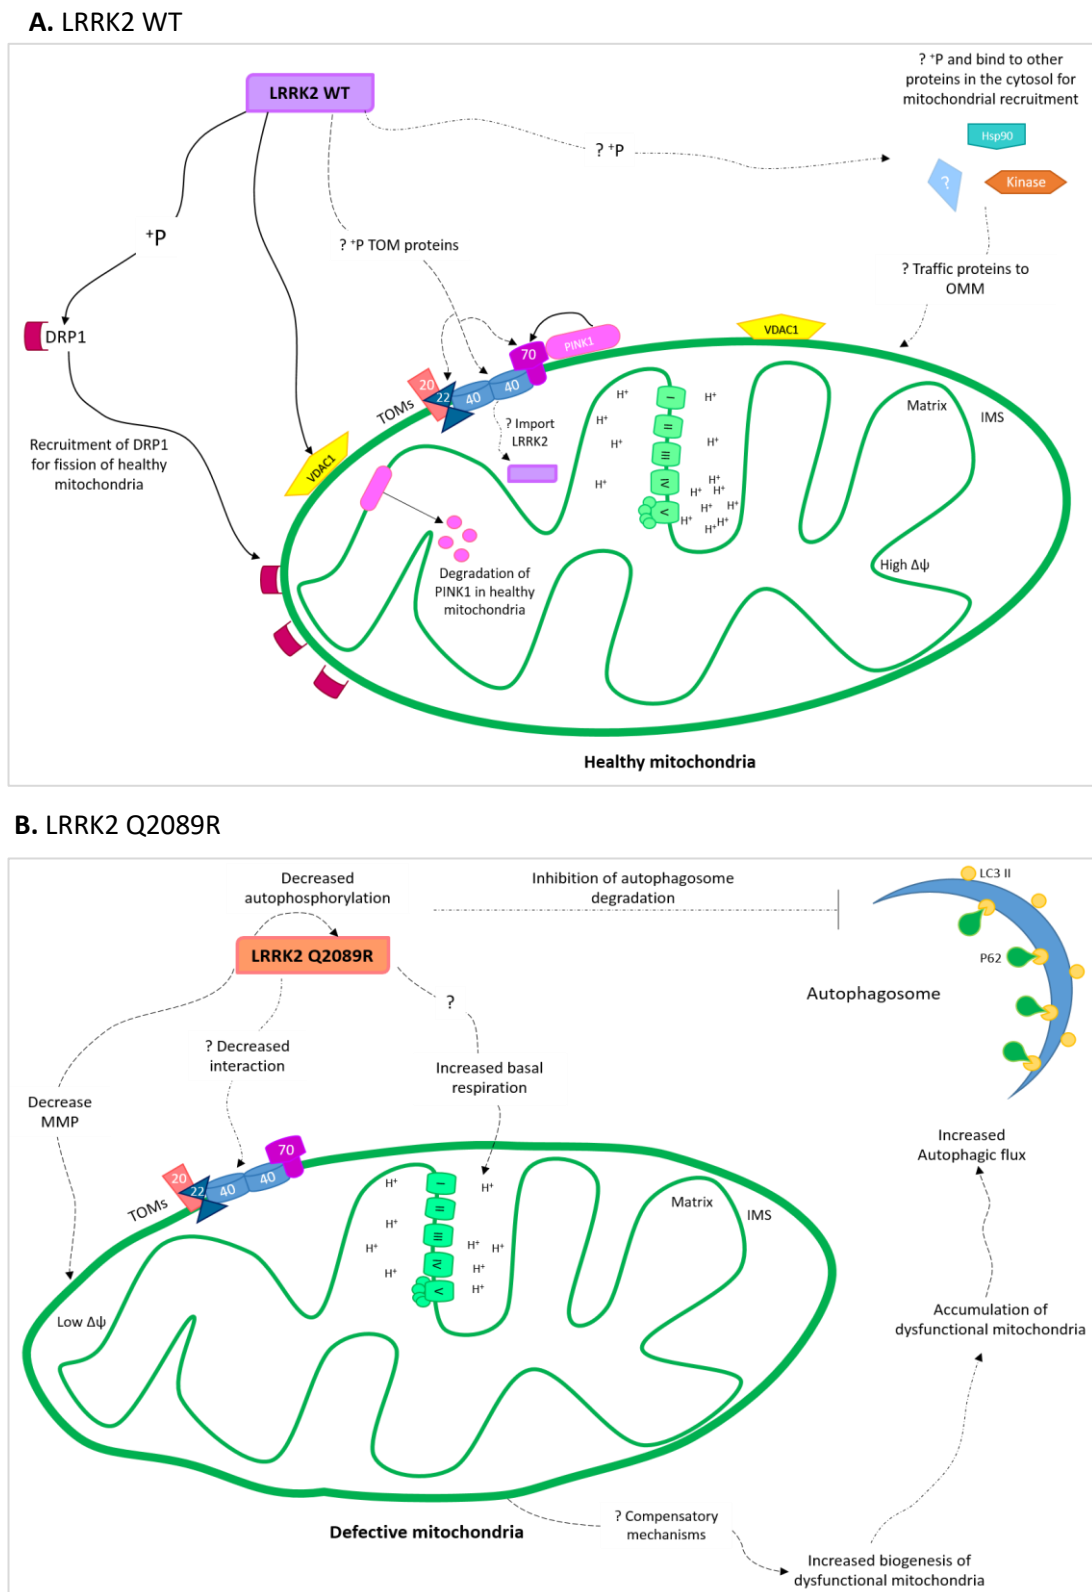 A. LRRK2 WT
LRRK2 WT
? ⁺P and bind to other
proteins in the cytosol for
mitochondrial recruitment
Hsp90
?
Kinase
? ⁺P
⁺P
? ⁺P TOM proteins
? Traffic proteins to
OMM
DRP1
VDAC1
PINK1
70
20
22
40
40
TOMs
? Import
LRRK2
Recruitment of DRP1
for fission of healthy
mitochondria
VDAC1
H⁺
H⁺
H⁺
H⁺
I
II
III
IV
V
H⁺
H⁺
H⁺
H⁺
H⁺
H⁺
H⁺
H⁺
H⁺
H⁺
Matrix
IMS
High Δψ
Degradation of
PINK1 in healthy
mitochondria
Healthy mitochondria
B. LRRK2 Q2089R
Decreased
autophosphorylation
LRRK2 Q2089R
Inhibition of autophagosome
degradation
LC3 II
P62
Autophagosome
?
? Decreased
interaction
Increased basal
respiration
Decrease
MMP
Increased
Autophagic flux
70
20
22
40
40
TOMs
H⁺
H⁺
H⁺
H⁺
I
II
III
IV
V
H⁺
H⁺
H⁺
H⁺
H⁺
Matrix
IMS
Low Δψ
Accumulation of
dysfunctional mitochondria
Defective mitochondria
? Compensatory
mechanisms
Increased biogenesis of
dysfunctional mitochondria